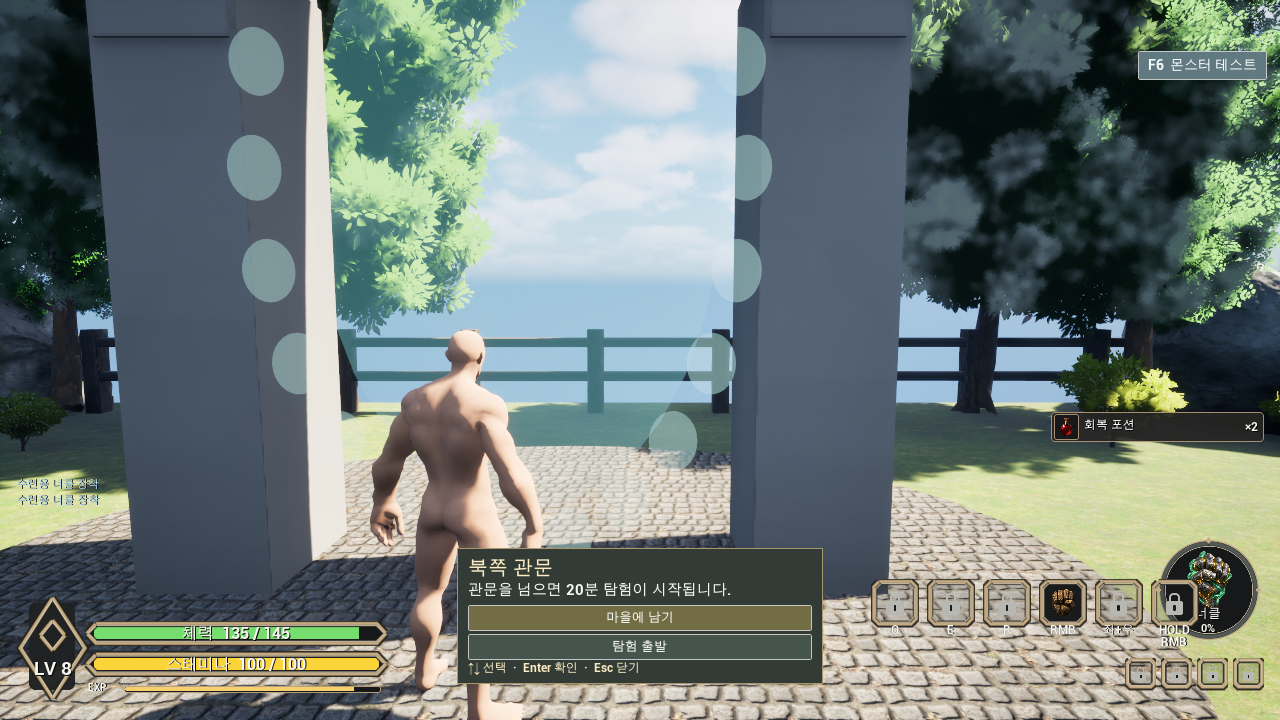 F6 몬스터 테스트
회복 포션 ×2
수련용 너클 장착
수련용 너클 장착
북쪽 관문
관문을 넘으면 20분 탐험이 시작됩니다.
마을에 남기
탐험 출발
↑↓ 선택 · Enter 확인 · Esc 닫기
LV 8
체력 135 / 145
스태미나 100 / 100
EXP
Q
E
R
RMB
좌+우
HOLD
RMB
너클
0%